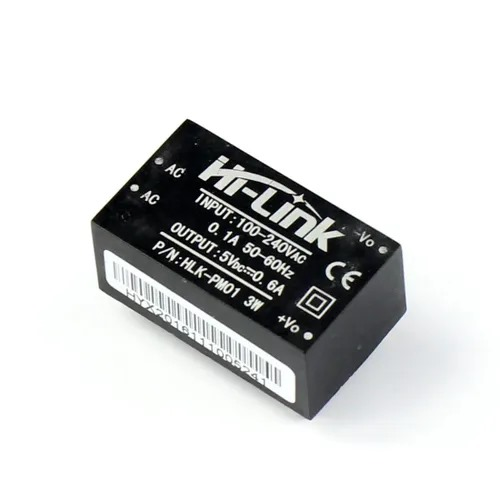 Hi-Link
INPUT:100-240VAC
0.1A 50-60Hz
OUTPUT:5VDC⎓0.6A
P/N:HLK-PM01 3W
AC
AC
-Vo
+Vo
CE